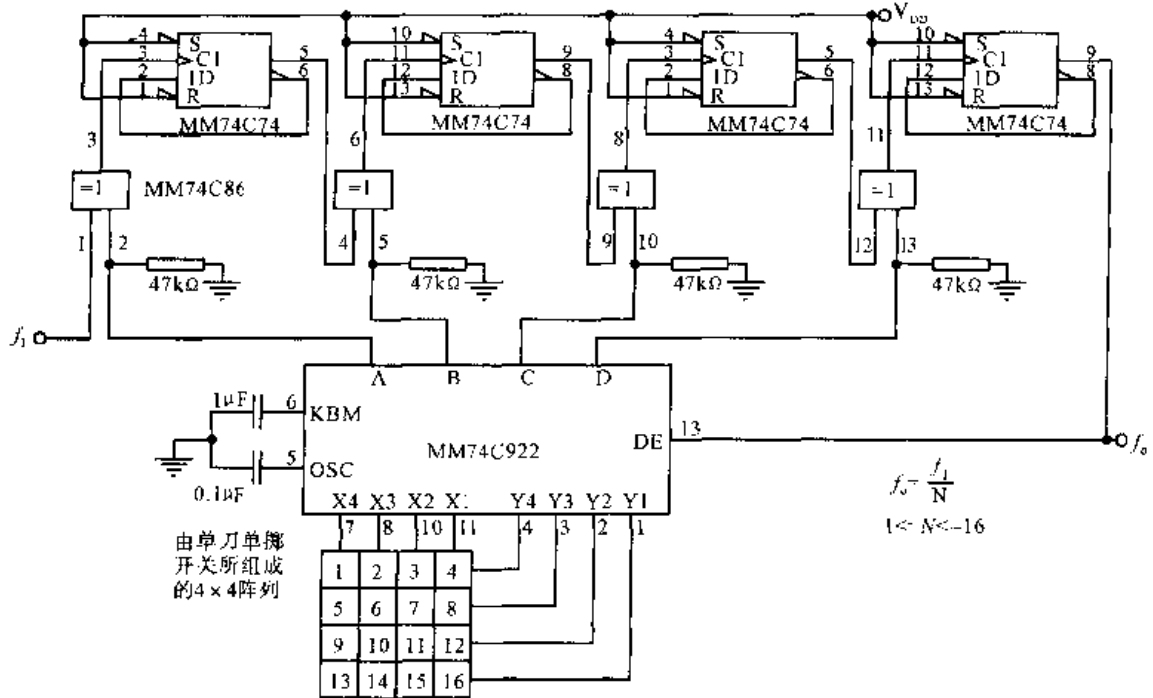 V_DD
4 S
3 C1 5
2 1D 6
1 R
MM74C74
10 S
11 C1 9
12 1D 8
13 R
MM74C74
4 S
3 C1 5
2 1D 6
1 R
MM74C74
10 S
11 C1 9
12 1D 8
13 R
MM74C74
3
6
8
11
=1
MM74C86
=1
=1
=1
1 2
4 5
9 10
12 13
47kΩ
47kΩ
47kΩ
47kΩ
f₁
A B C D
1μF 6 KBM
MM74C922
DE 13
fₒ
5 OSC
0.1μF
X4 X3 X2 X1 Y4 Y3 Y2 Y1
7 8 10 11 4 3 2 1
fₒ= f₁/N
1<= N<=16
由单刀单掷
开关所组成
的4×4阵列
1 2 3 4
5 6 7 8
9 10 11 12
13 14 15 16